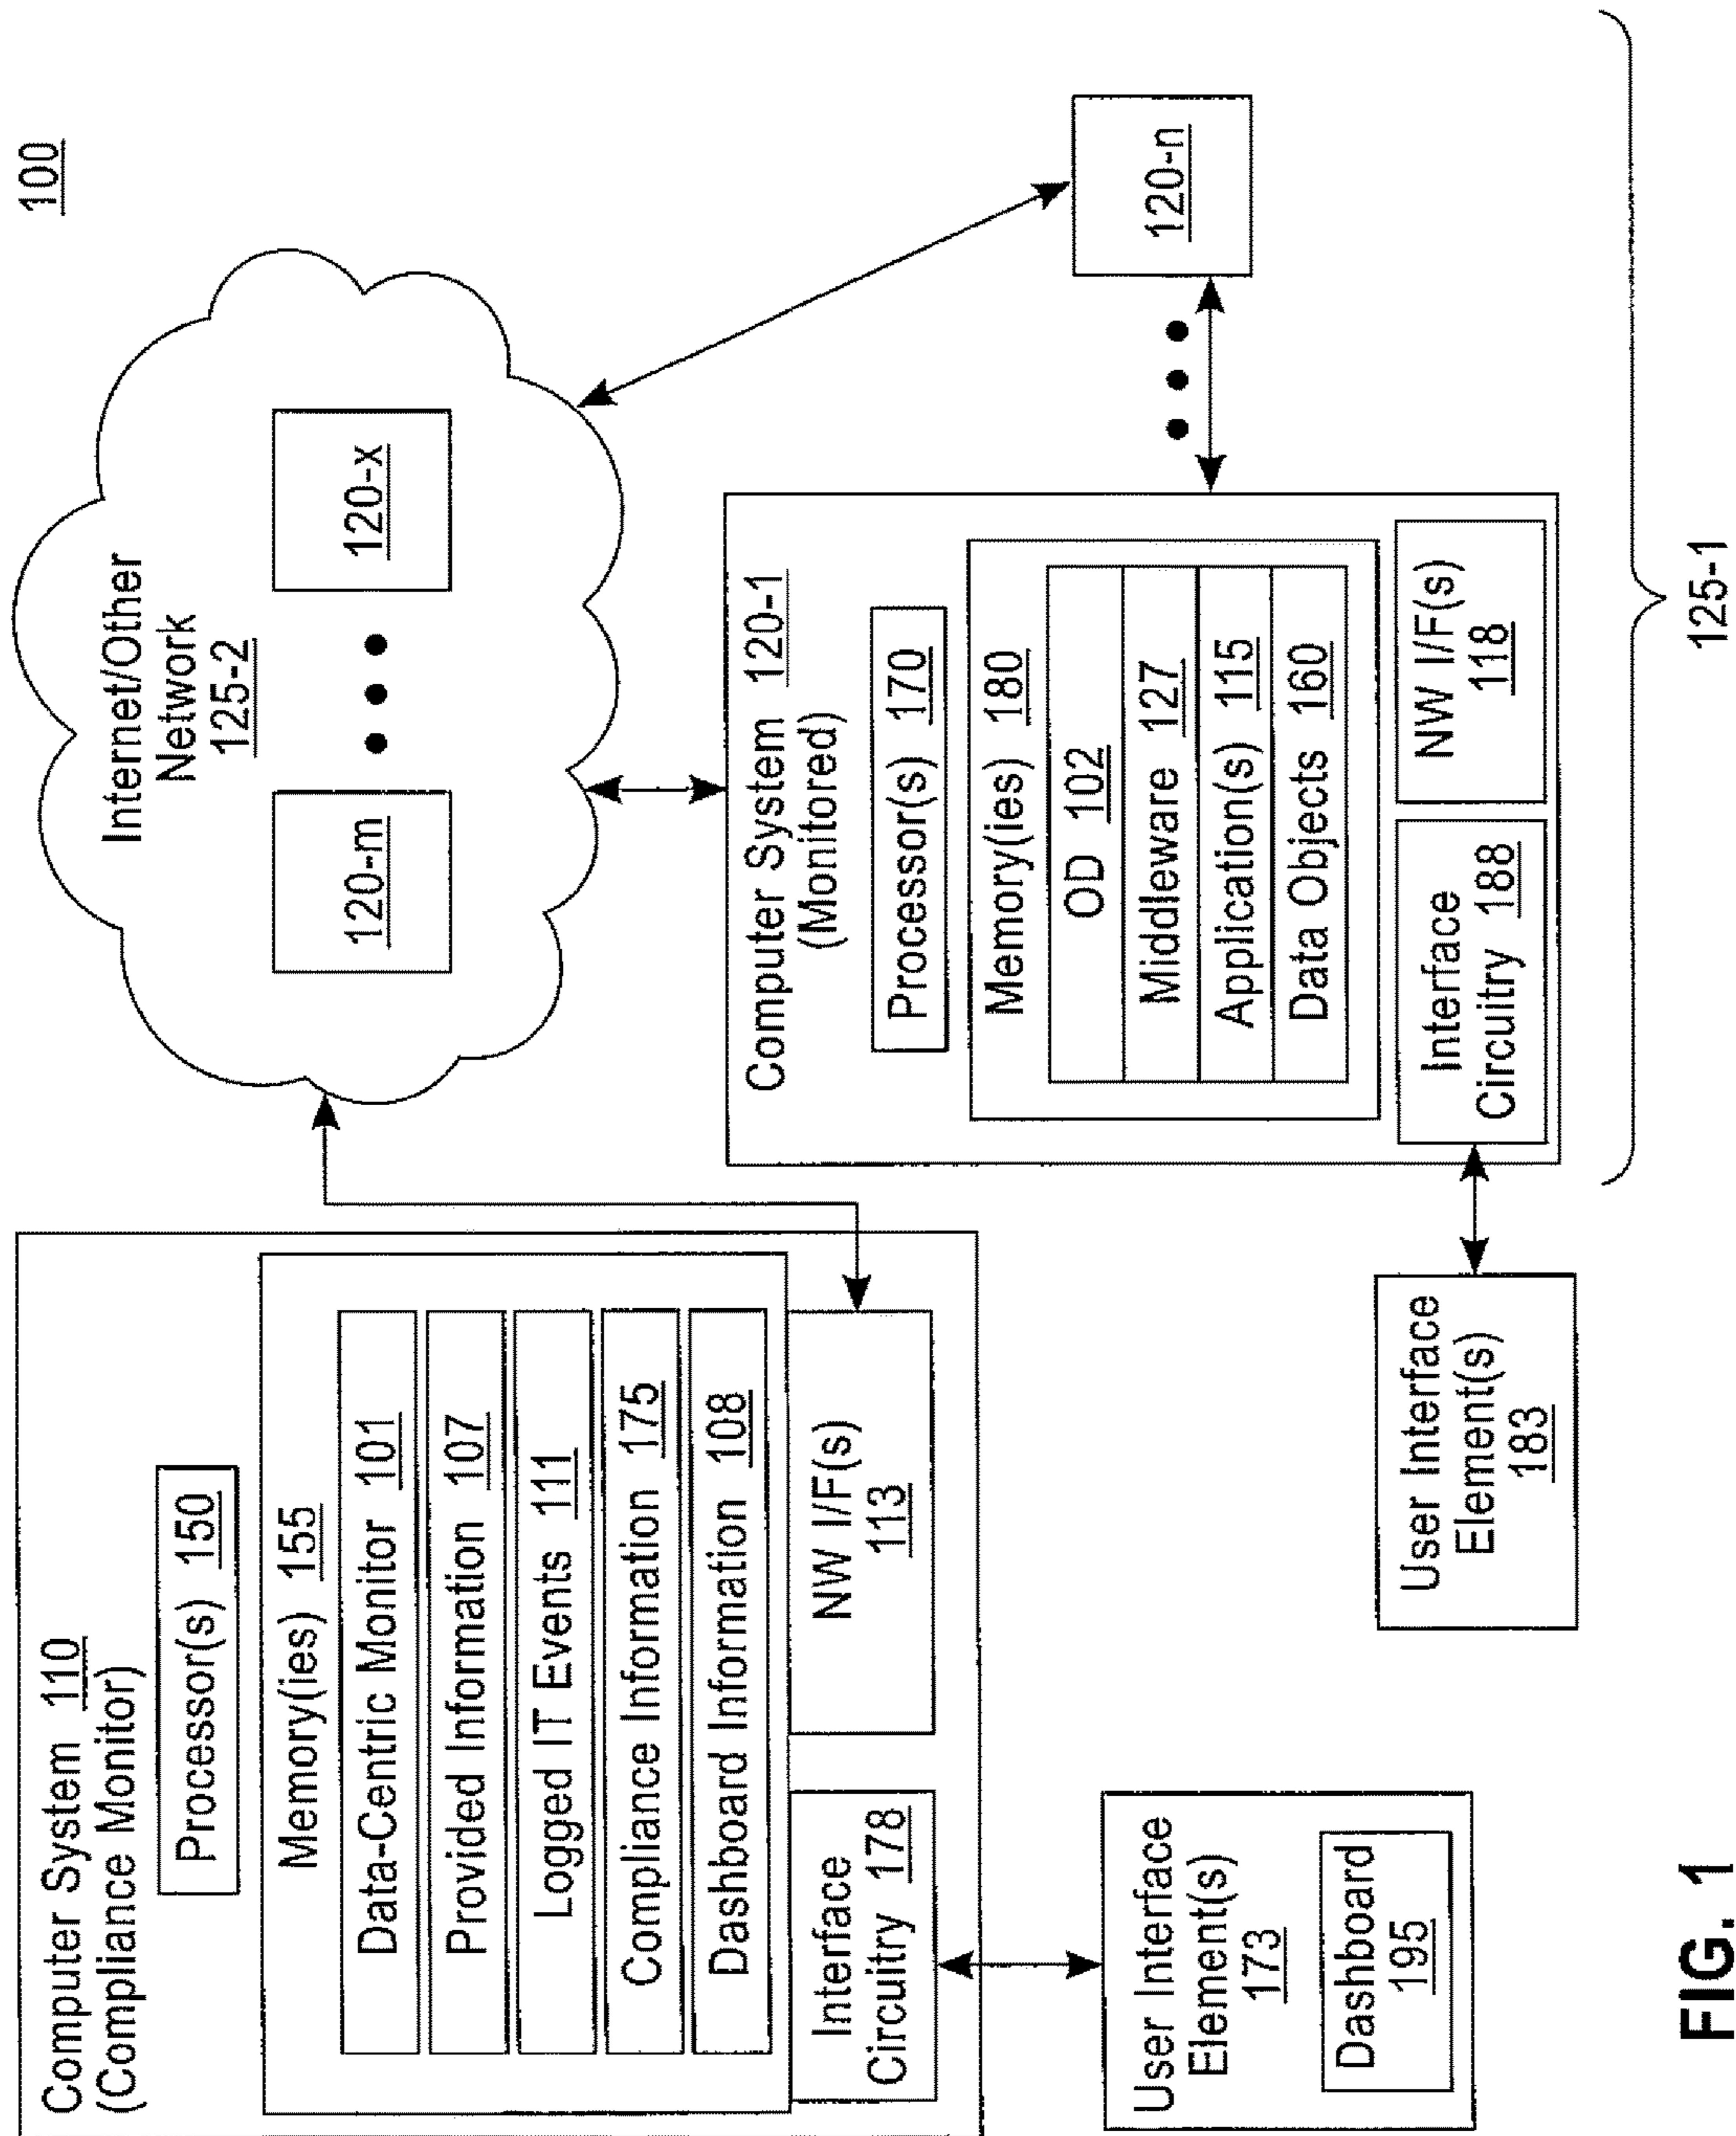 100
Computer System 110
(Compliance Monitor)
Processor(s) 150
Memory(ies) 155
Data-Centric Monitor 101
Provided Information 107
Logged IT Events 111
Compliance Information 175
Dashboard Information 108
Interface
Circuitry 178
NW I/F(s)
113
User Interface
Element(s)
173
Dashboard
195
Internet/Other
Network
125-2
120-m
120-x
Computer System 120-1
(Monitored)
Processor(s) 170
Memory(ies) 180
OD 102
Middleware 127
Application(s) 115
Data Objects 160
Interface
Circuitry 188
NW I/F(s)
118
User Interface
Element(s)
183
120-n
125-1
FIG. 1